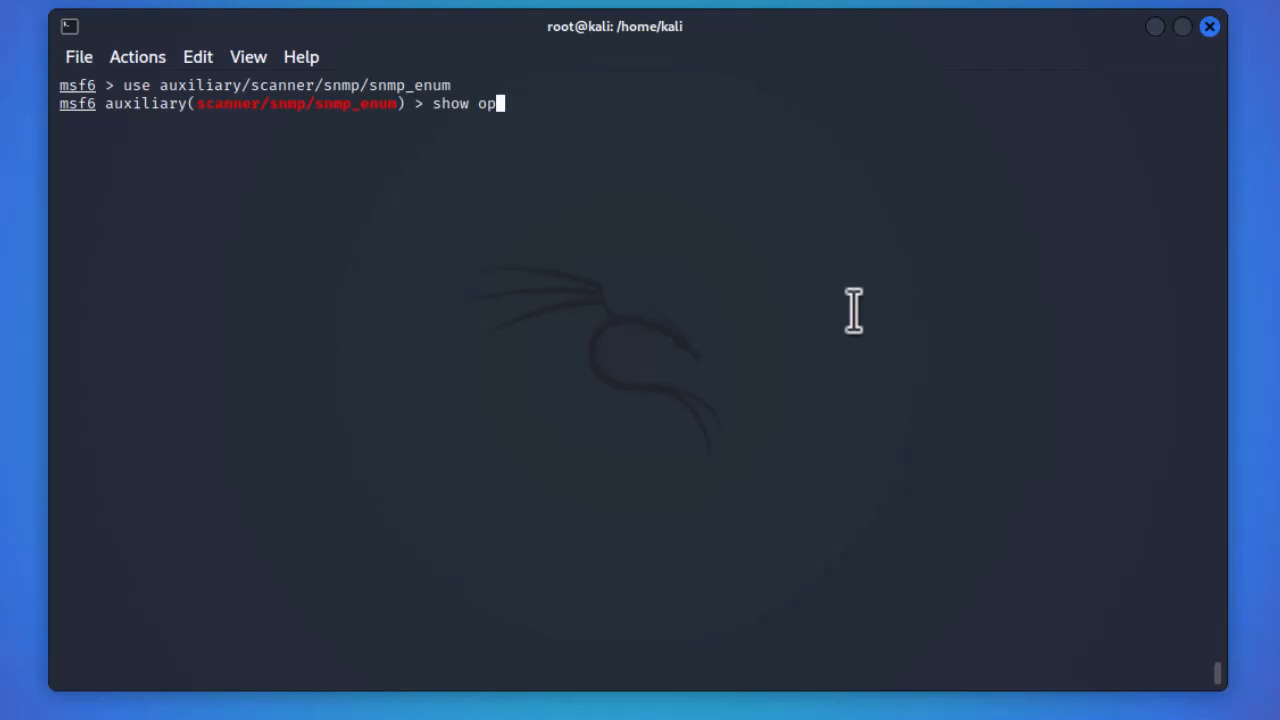 root@kali: /home/kali
File Actions Edit View Help
msf6 > use auxiliary/scanner/snmp/snmp_enum
msf6 auxiliary(scanner/snmp/snmp_enum) > show op